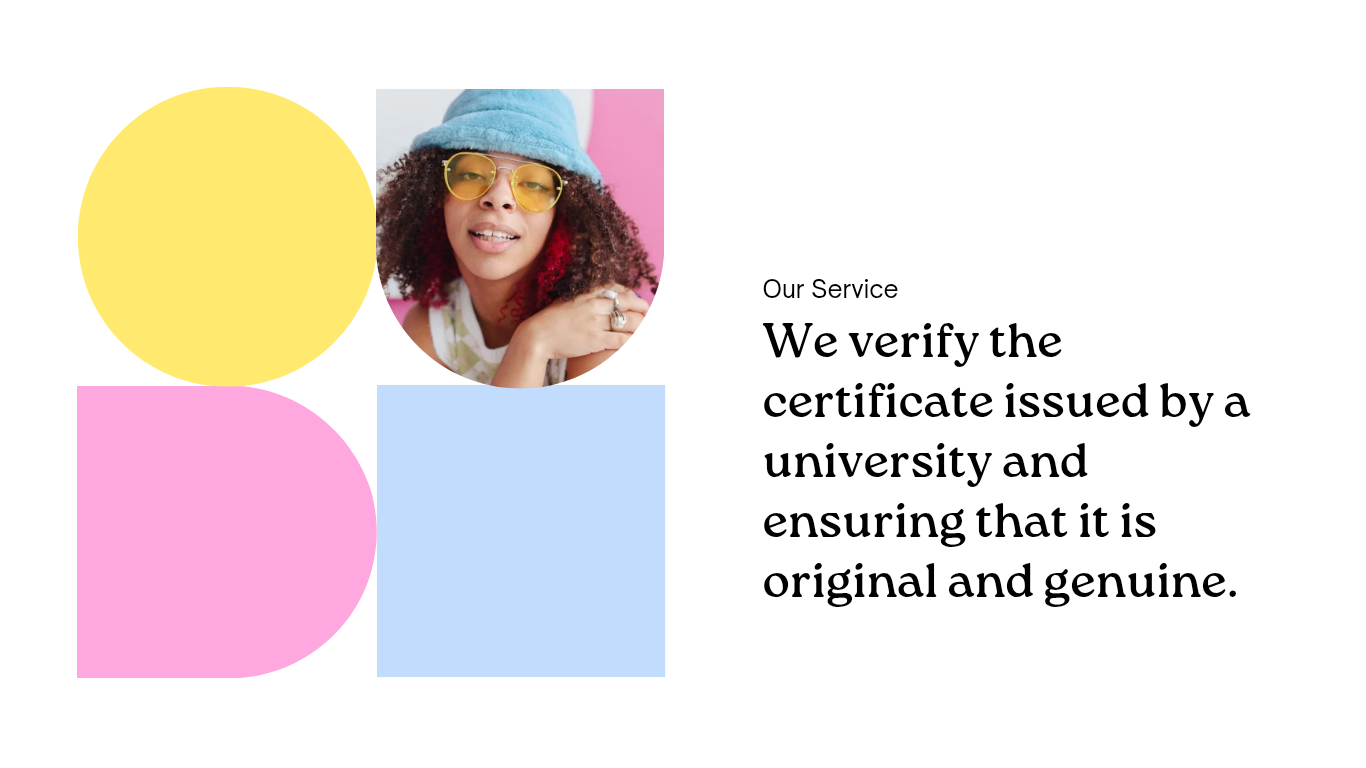 Our Service
We verify the
certificate issued by a
university and
ensuring that it is
original and genuine.